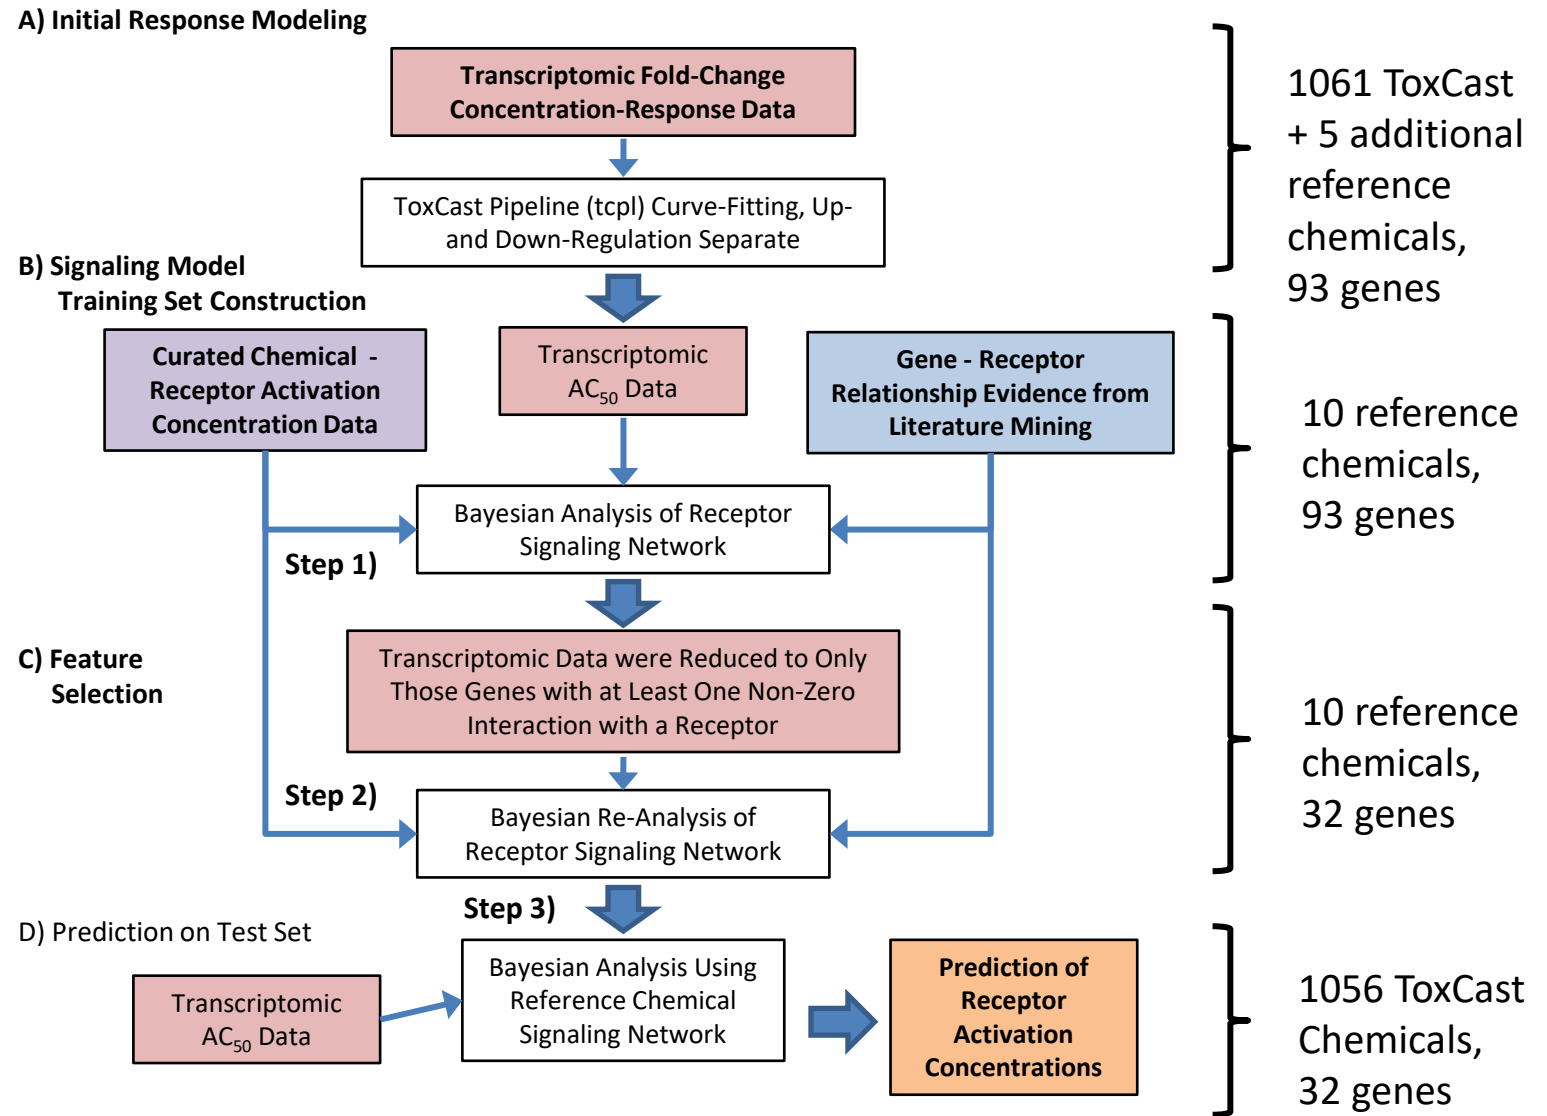 A) Initial Response Modeling
Transcriptomic Fold-Change
Concentration-Response Data
ToxCast Pipeline (tcpl) Curve-Fitting, Up-
and Down-Regulation Separate
1061 ToxCast
+ 5 additional
reference
chemicals,
93 genes
B) Signaling Model
Training Set Construction
Curated Chemical -
Receptor Activation
Concentration Data
Transcriptomic
AC50 Data
Gene - Receptor
Relationship Evidence from
Literature Mining
Bayesian Analysis of Receptor
Signaling Network
Step 1)
10 reference
chemicals,
93 genes
C) Feature
Selection
Transcriptomic Data were Reduced to Only
Those Genes with at Least One Non-Zero
Interaction with a Receptor
Step 2)
Bayesian Re-Analysis of
Receptor Signaling Network
10 reference
chemicals,
32 genes
Step 3)
D) Prediction on Test Set
Transcriptomic
AC50 Data
Bayesian Analysis Using
Reference Chemical
Signaling Network
Prediction of
Receptor
Activation
Concentrations
1056 ToxCast
Chemicals,
32 genes